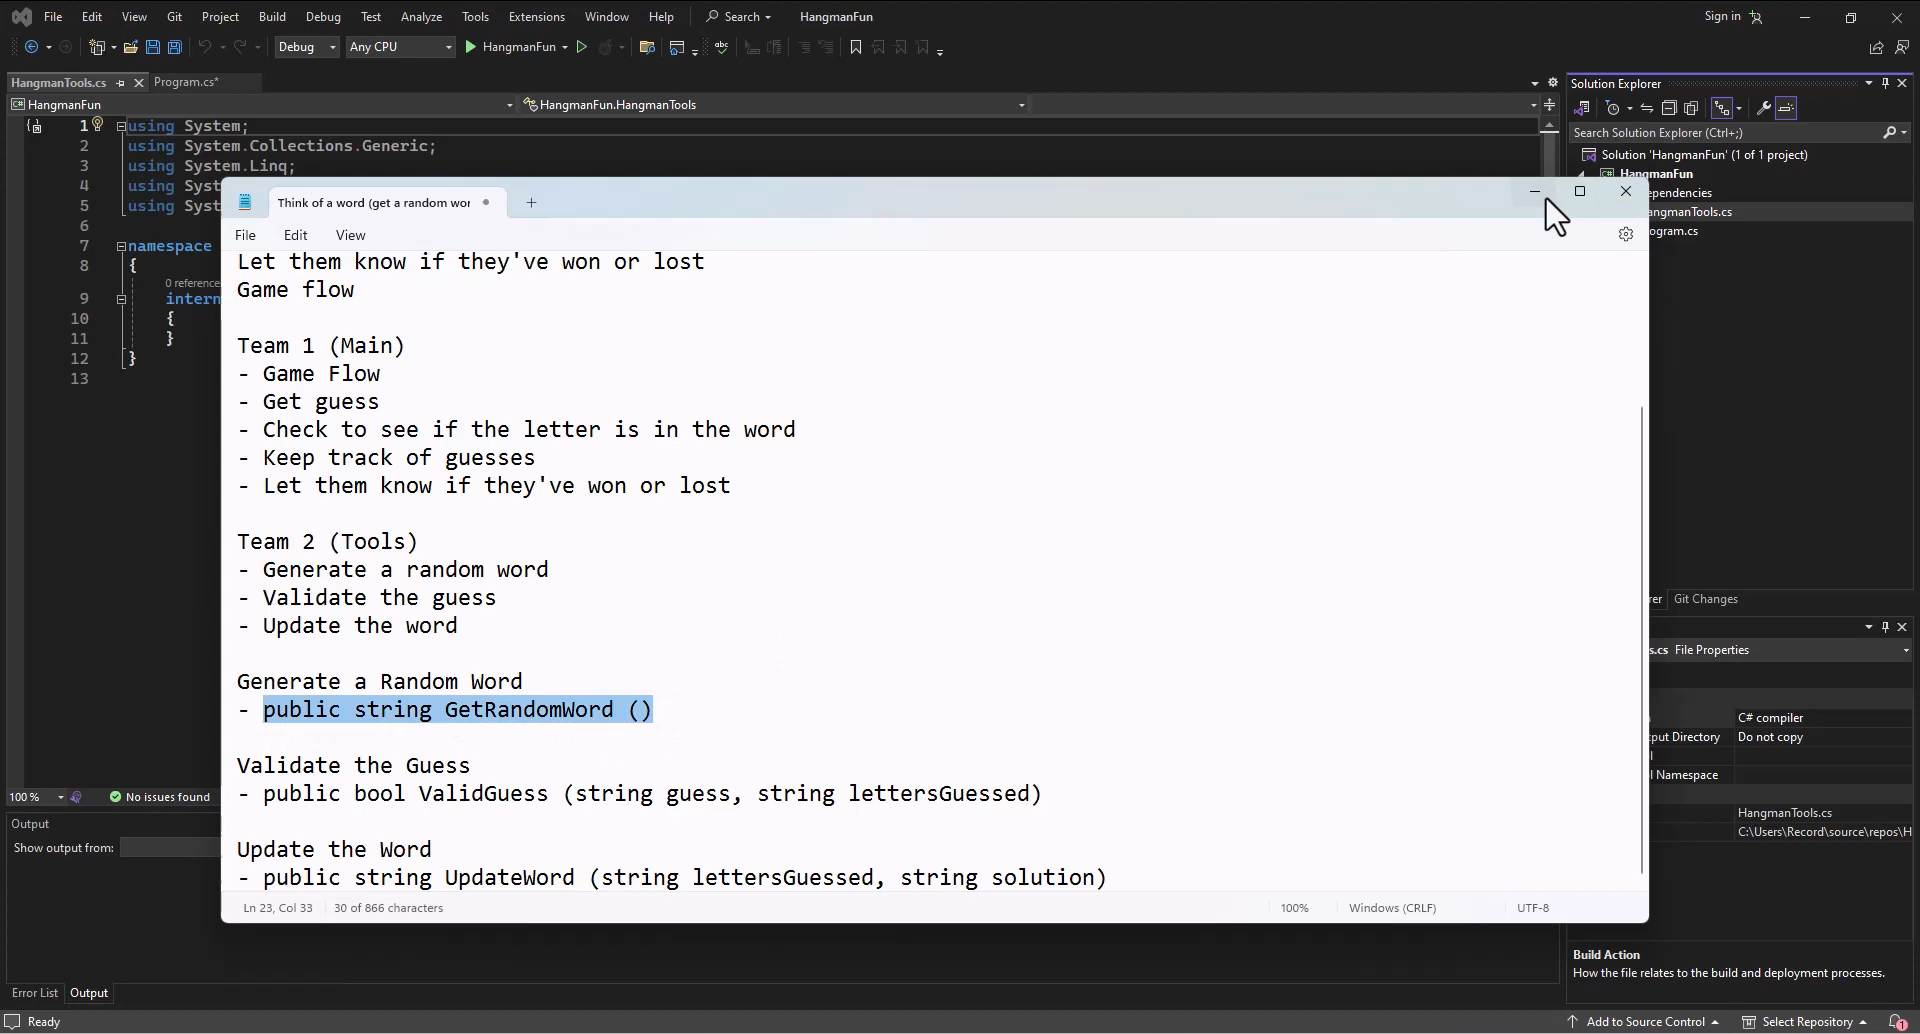 File Edit View Git Project Build Debug Test Analyze Tools Extensions Window Help Search HangmanFun Sign in
Debug Any CPU HangmanFun
HangmanTools.cs Program.cs*
HangmanFun HangmanFun.HangmanTools
1 using System;
2 using System.Collections.Generic;
3 using System.Linq;
4 using Syst
5 using Syst
6
7 namespace
8 {
0 reference
9 intern
10 {
11 }
12 }
13
100 % No issues found
Output
Show output from:
Error List Output
Ready
Think of a word (get a random wor
File Edit View
Let them know if they've won or lost
Game flow
Team 1 (Main)
- Game Flow
- Get guess
- Check to see if the letter is in the word
- Keep track of guesses
- Let them know if they've won or lost
Team 2 (Tools)
- Generate a random word
- Validate the guess
- Update the word
Generate a Random Word
- public string GetRandomWord ()
Validate the Guess
- public bool ValidGuess (string guess, string lettersGuessed)
Update the Word
- public string UpdateWord (string lettersGuessed, string solution)
Ln 23, Col 33 30 of 866 characters 100% Windows (CRLF) UTF-8
Solution Explorer
Search Solution Explorer (Ctrl+;)
Solution 'HangmanFun' (1 of 1 project)
HangmanFun
ependencies
angmanTools.cs
ogram.cs
rer Git Changes
s.cs File Properties
C# compiler
put Directory Do not copy
l Namespace
HangmanTools.cs
C:\Users\Record\source\repos\H
Build Action
How the file relates to the build and deployment processes.
Add to Source Control Select Repository 1